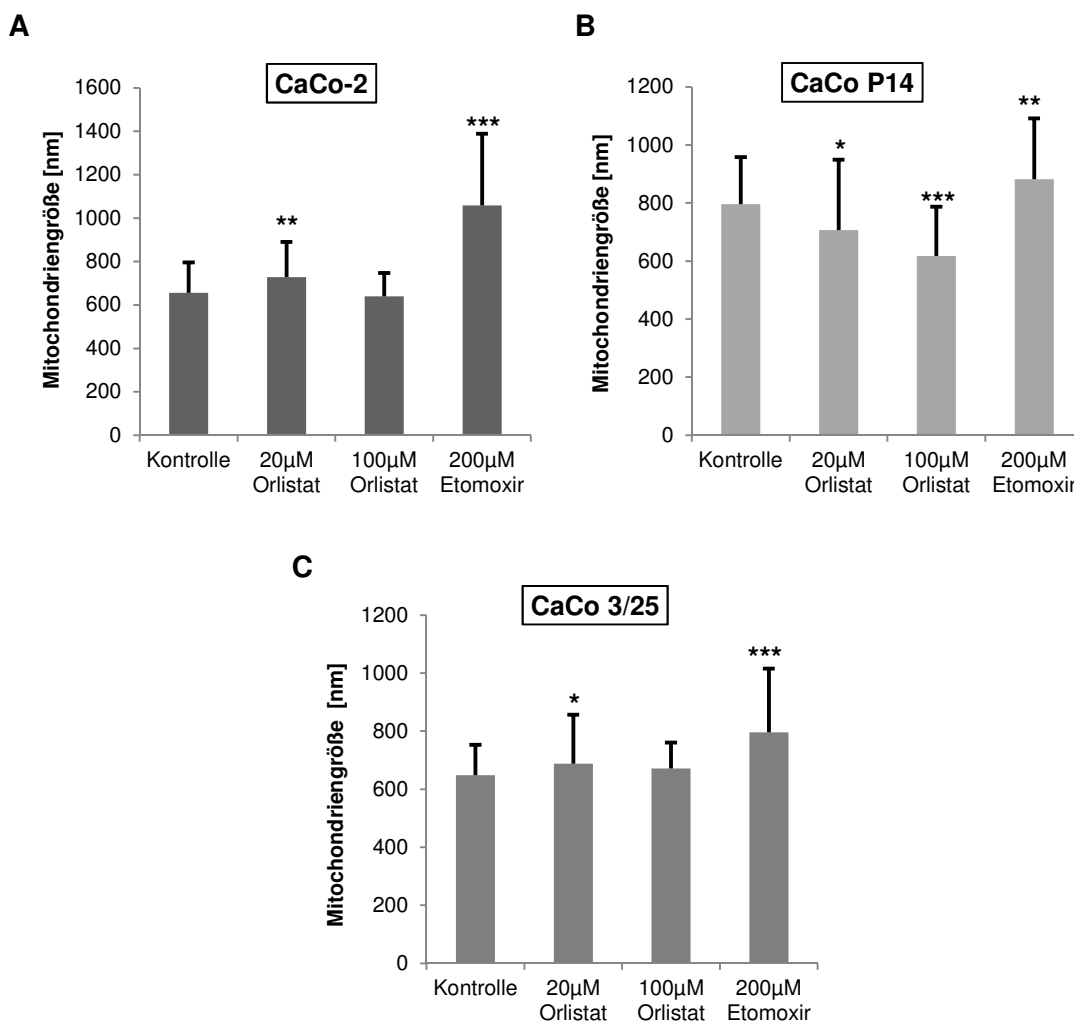 A
CaCo-2
Mitochondriengröße [nm]
1600
1400
1200
1000
800
600
400
200
0
**
***
Kontrolle 20µM 100µM 200µM
Orlistat Orlistat Etomoxir
B
CaCo P14
Mitochondriengröße [nm]
1200
1000
800
600
400
200
0
*
***
**
Kontrolle 20µM 100µM 200µM
Orlistat Orlistat Etomoxir
C
CaCo 3/25
Mitochondriengröße [nm]
1200
1000
800
600
400
200
0
*
***
Kontrolle 20µM 100µM 200µM
Orlistat Orlistat Etomoxir